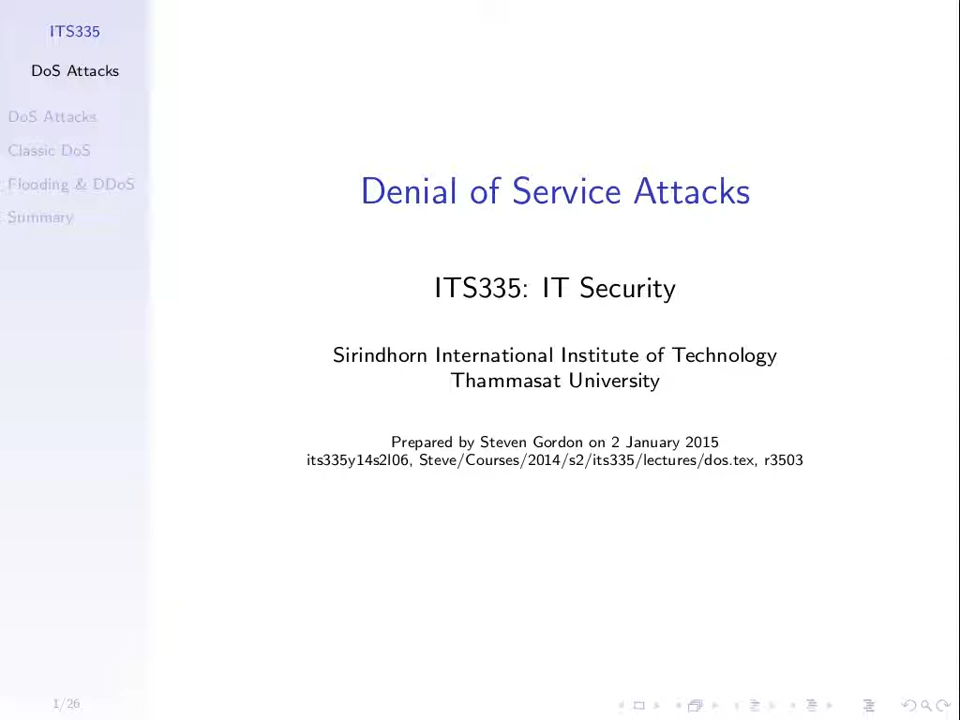 ITS335
DoS Attacks
DoS Attacks
Classic DoS
Flooding & DDoS
Summary
Denial of Service Attacks
ITS335: IT Security
Sirindhorn International Institute of Technology
Thammasat University
Prepared by Steven Gordon on 2 January 2015
its335y14s2l06, Steve/Courses/2014/s2/its335/lectures/dos.tex, r3503
1/26